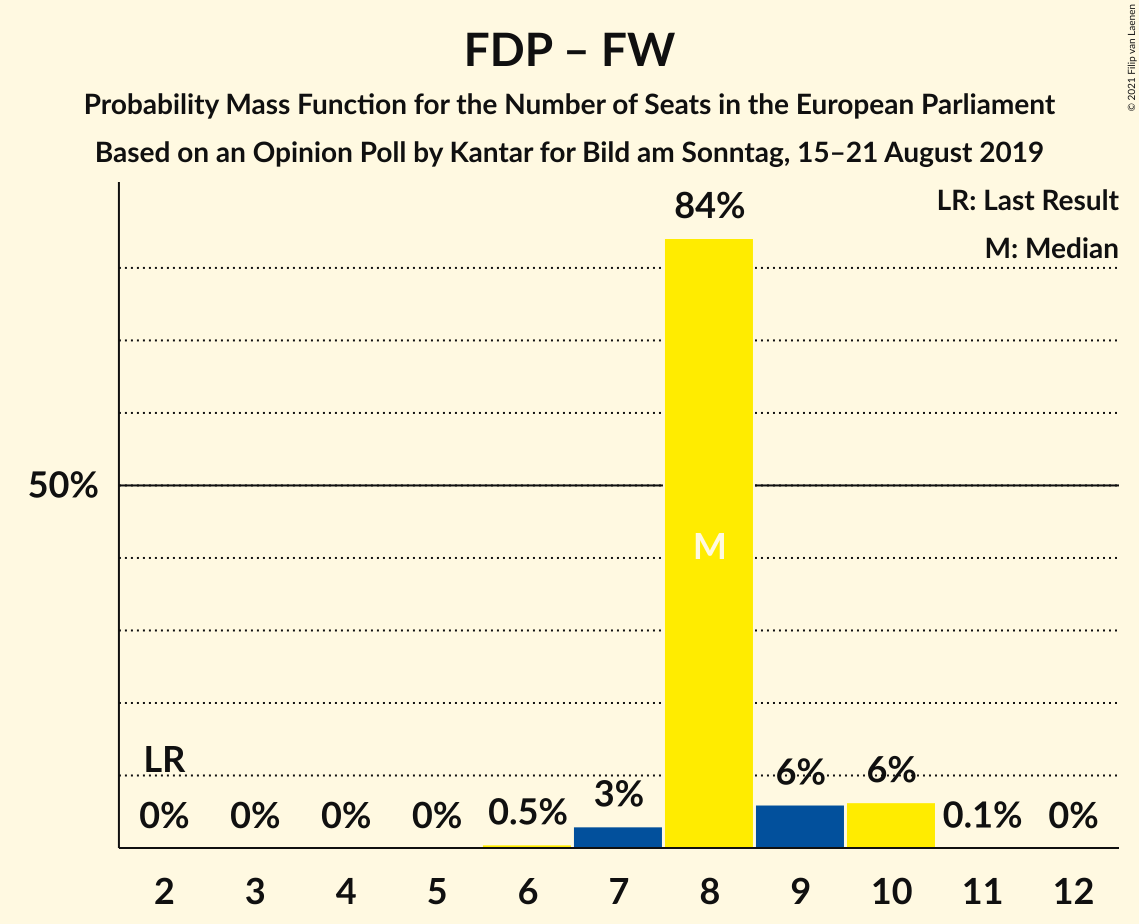 FDP – FW
Probability Mass Function for the Number of Seats in the European Parliament
Based on an Opinion Poll by Kantar for Bild am Sonntag, 15–21 August 2019
© 2021 Filip van Laenen
LR: Last Result
M: Median
84%
50%
M
LR
0% 0% 0% 0% 0.5% 3% 6% 6% 0.1% 0%
2 3 4 5 6 7 8 9 10 11 12